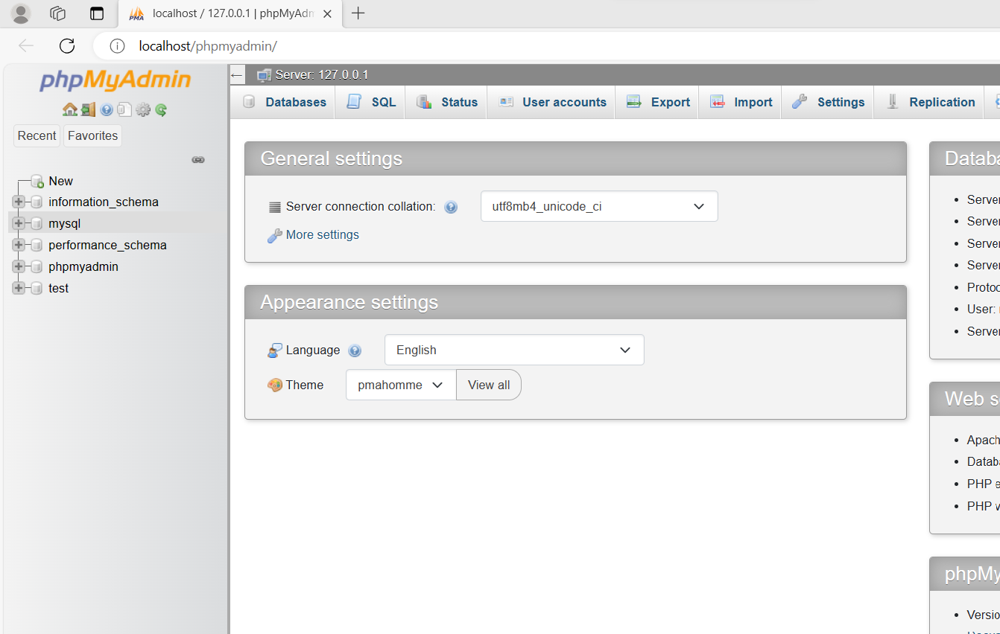 localhost / 127.0.0.1 | phpMyAdm
localhost/phpmyadmin/
phpMyAdmin
Recent Favorites
New
information_schema
mysql
performance_schema
phpmyadmin
test
Server: 127.0.0.1
Databases SQL Status User accounts Export Import Settings Replication
General settings
Server connection collation: utf8mb4_unicode_ci
More settings
Appearance settings
Language English
Theme pmahomme View all
Databa
Server
Server
Server
Server
Protoc
User:
Server
Web s
Apach
Databa
PHP e
PHP v
phpMy
Versio